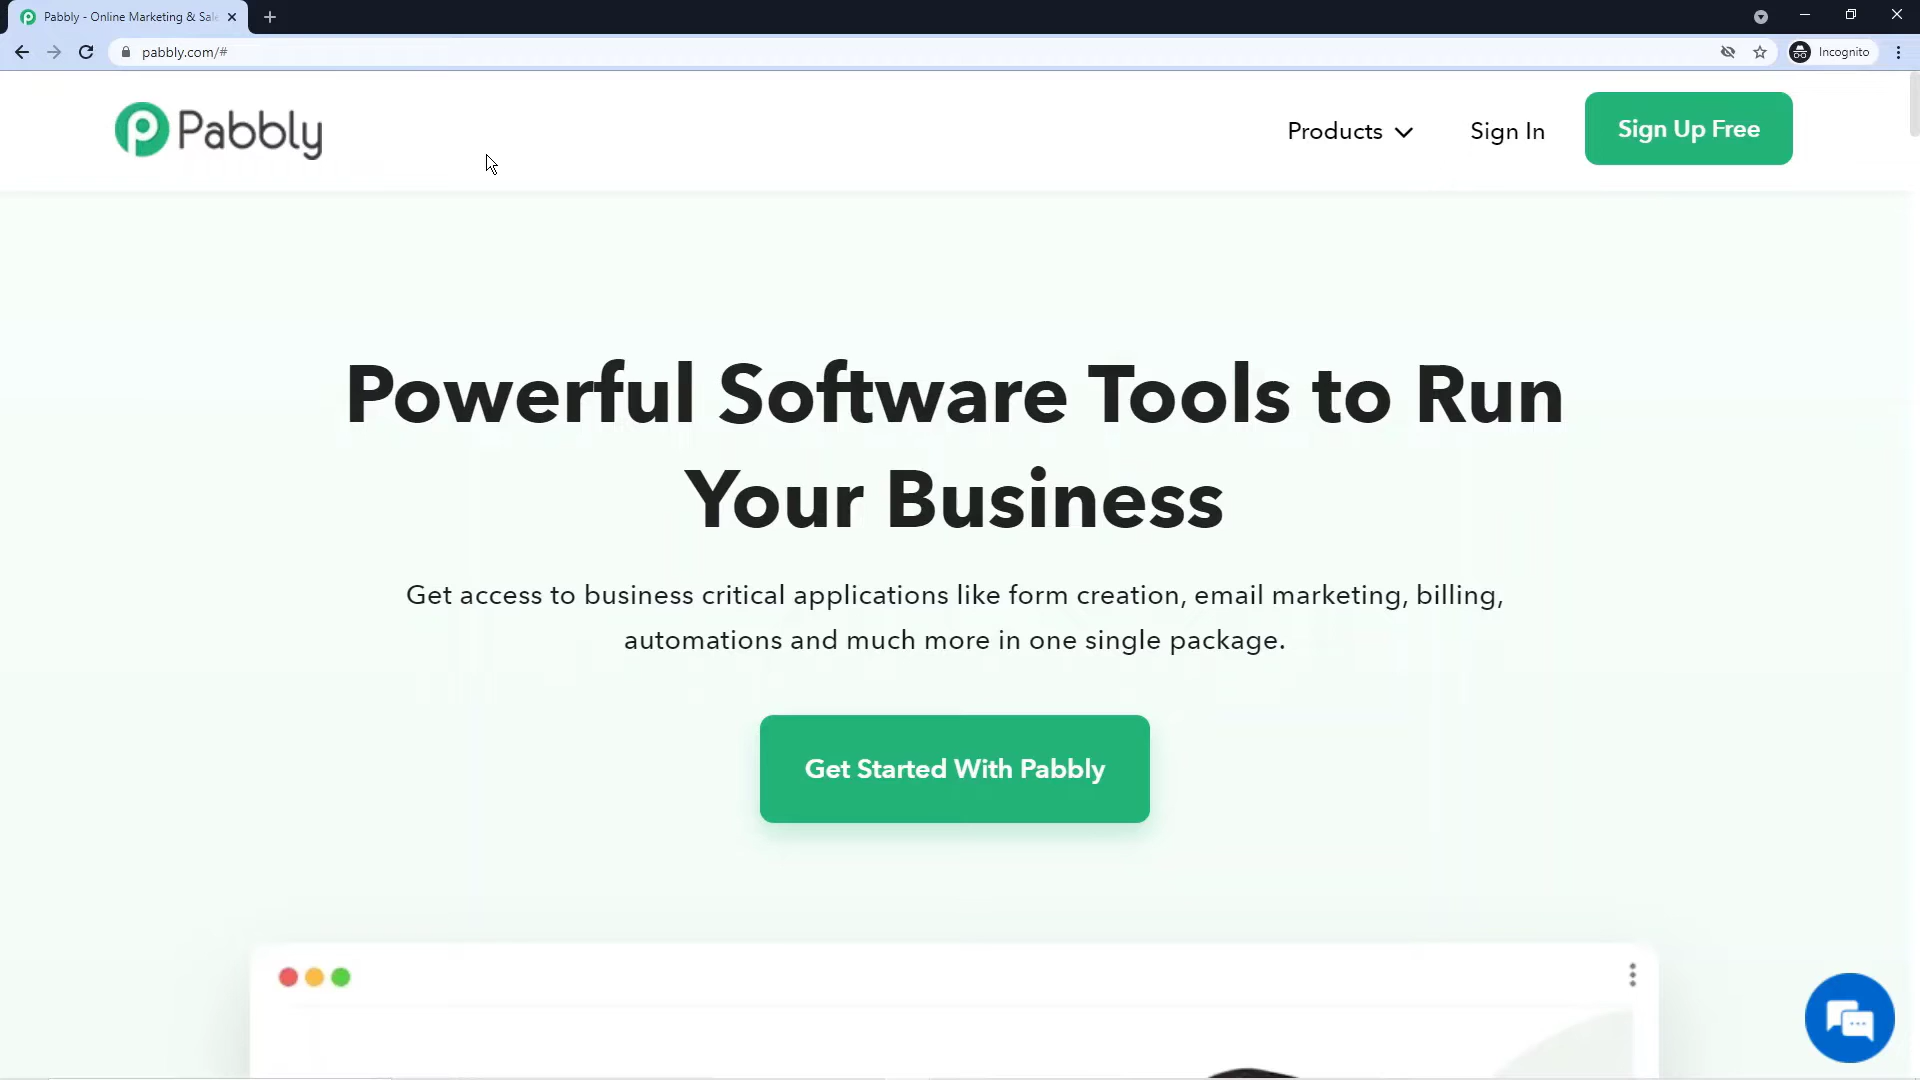 Pabbly - Online Marketing & Sale
pabbly.com/#
Incognito
Pabbly
Products
Sign In
Sign Up Free
Powerful Software Tools to Run
Your Business
Get access to business critical applications like form creation, email marketing, billing,
automations and much more in one single package.
Get Started With Pabbly